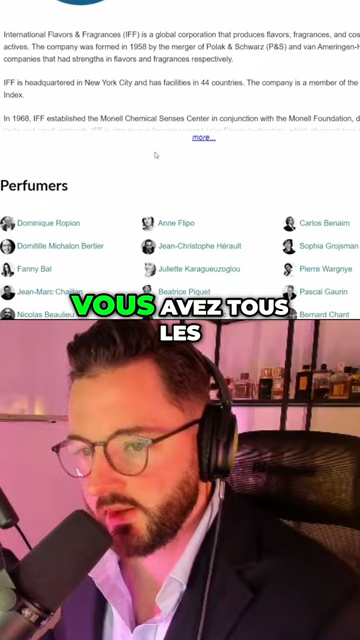 International Flavors & Fragrances (IFF) is a global corporation that produces flavors, fragrances, and cos
actives. The company was formed in 1958 by the merger of Polak & Schwarz (P&S) and van Ameringen-H
companies that had strengths in flavors and fragrances respectively.
IFF is headquartered in New York City and has facilities in 44 countries. The company is a member of the
Index.
In 1968, IFF established the Monell Chemical Senses Center in conjunction with the Monell Foundation, d
more...
Perfumers
Dominique Ropion Anne Flipo Carlos Benaim
Domitille Michalon Bertier Jean-Christophe Hérault Sophia Grojsman
Fanny Bal Juliette Karagueuzoglou Pierre Wargnye
Jean-Marc Chaillan Beatrice Piquet Pascal Gaurin
Nicolas Beaulieu Bernard Chant
VOUS AVEZ TOUS
LES